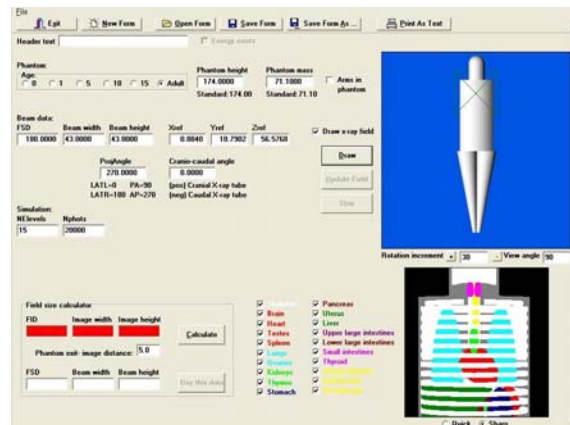 File
Exit New Form Open Form Save Form Save Form As ... Print As Text
Header text
Phantom:
Age:
0 1 5 10 15 Adult
Phantom height Phantom mass
174.0000 71.1000
Standard: 174.00 Standard: 71.10
Arms in phantom
Beam data:
FSD Beam width Beam height Xref Yref Zref
100.0000 43.0000 43.0000 0.0840 10.7902 56.5768
Draw x-ray field
ProjAngle Cranio-caudal angle
270.0000 0.0000
LATL=0 PA=90 (pos) Cranial X-ray tube
LATR=180 AP=270 (neg) Caudal X-ray tube
Draw
Update Field
Stop
Simulation:
NElevels Nphots
15 20000
Rotation increment + 30 - View angle 90
Field size calculator
FID Image width Image height
Calculate
Phantom exit- image distance: 5.0
FSD Beam width Beam height
Use this data
Brain
Heart
Testes
Spleen
Lungs
Ovaries
Kidneys
Thymus
Stomach
Pancreas
Uterus
Liver
Upper large intestines
Lower large intestines
Small intestines
Thyroid
Quick Sharp